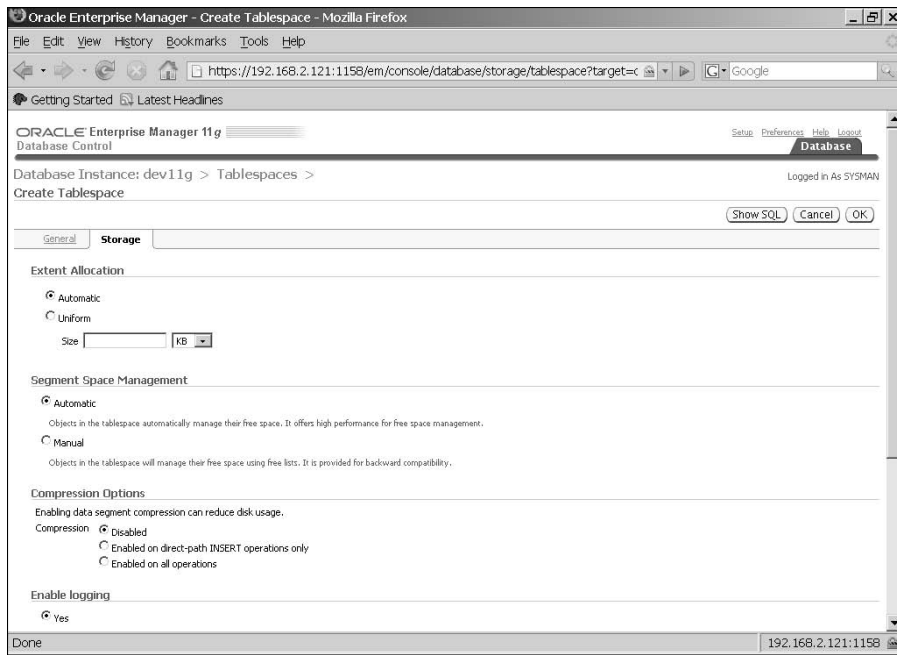 Oracle Enterprise Manager - Create Tablespace - Mozilla Firefox
File Edit View History Bookmarks Tools Help
https://192.168.2.121:1158/em/console/database/storage/tablespace?target=c
G Google
Getting Started Latest Headlines
ORACLE Enterprise Manager 11g
Database Control
Setup Preferences Help Logout
Database
Database Instance: dev11g > Tablespaces >
Logged in As SYSMAN
Create Tablespace
Show SQL Cancel OK
General Storage
Extent Allocation
Automatic
Uniform
Size KB
Segment Space Management
Automatic
Objects in the tablespace automatically manage their free space. It offers high performance for free space management.
Manual
Objects in the tablespace will manage their free space using free lists. It is provided for backward compatibility.
Compression Options
Enabling data segment compression can reduce disk usage.
Compression Disabled
Enabled on direct-path INSERT operations only
Enabled on all operations
Enable logging
Yes
Done
192.168.2.121:1158